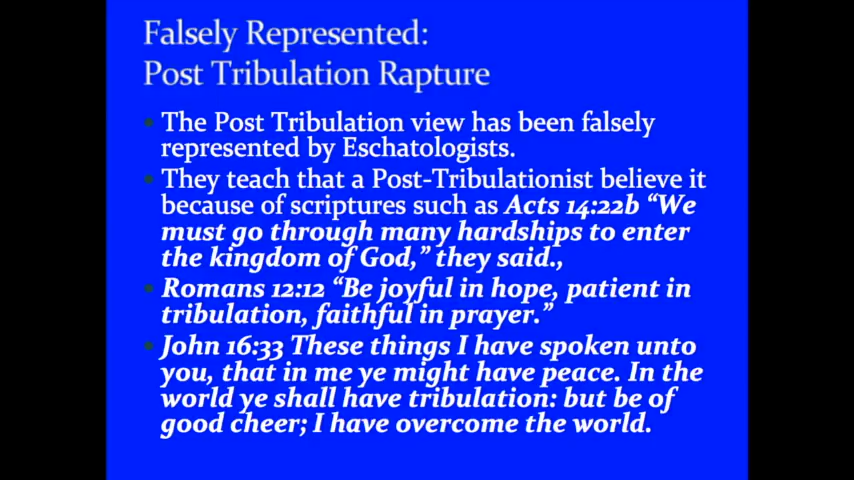 Falsely Represented:
Post Tribulation Rapture
• The Post Tribulation view has been falsely
represented by Eschatologists.
• They teach that a Post-Tribulationist believe it
because of scriptures such as Acts 14:22b “We
must go through many hardships to enter
the kingdom of God,” they said.,
• Romans 12:12 “Be joyful in hope, patient in
tribulation, faithful in prayer.”
• John 16:33 These things I have spoken unto
you, that in me ye might have peace. In the
world ye shall have tribulation: but be of
good cheer; I have overcome the world.